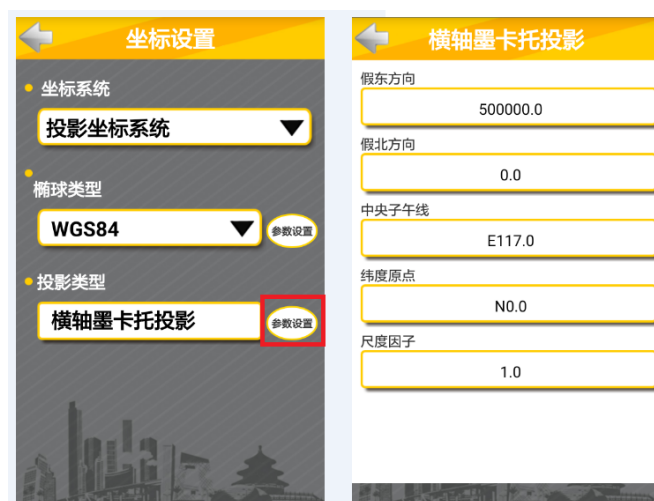 坐标设置
坐标系统
投影坐标系统
椭球类型
WGS84
参数设置
投影类型
横轴墨卡托投影
参数设置
横轴墨卡托投影
假东方向
500000.0
假北方向
0.0
中央子午线
E117.0
纬度原点
N0.0
尺度因子
1.0